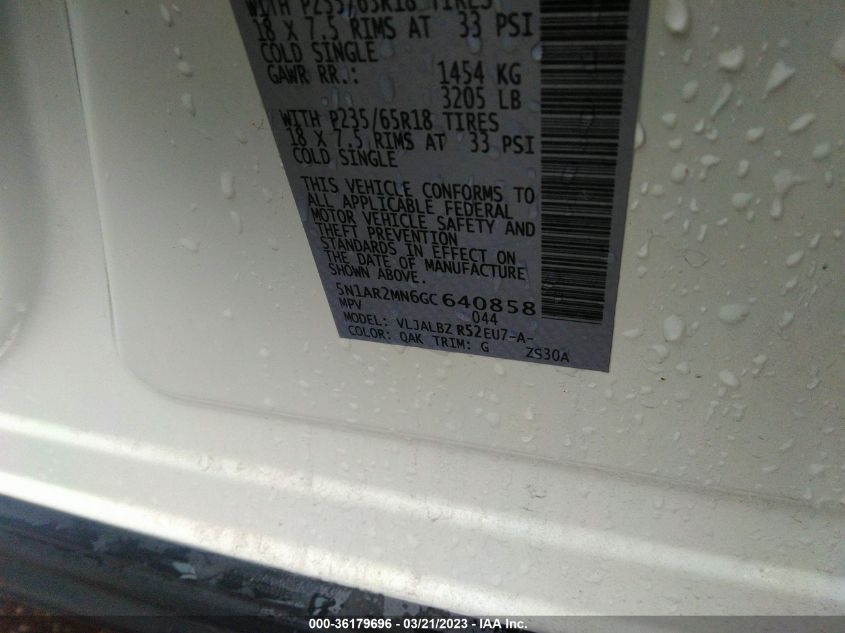 WITH P235/65R18 TIRES
18 X 7.5 RIMS AT 33 PSI
COLD SINGLE
GAWR RR.: 1454 KG
3205 LB
WITH P235/65R18 TIRES
18 X 7.5 RIMS AT 33 PSI
COLD SINGLE
THIS VEHICLE CONFORMS TO
ALL APPLICABLE FEDERAL
MOTOR VEHICLE SAFETY AND
THEFT PREVENTION
STANDARDS IN EFFECT ON
THE DATE OF MANUFACTURE
SHOWN ABOVE.
5N1AR2MN6GC640858
MPV 044
MODEL: VLJALBZ R52EU7-A-
COLOR: QAK TRIM: G ZS30A
000-36179696 - 03/21/2023 - IAA Inc.